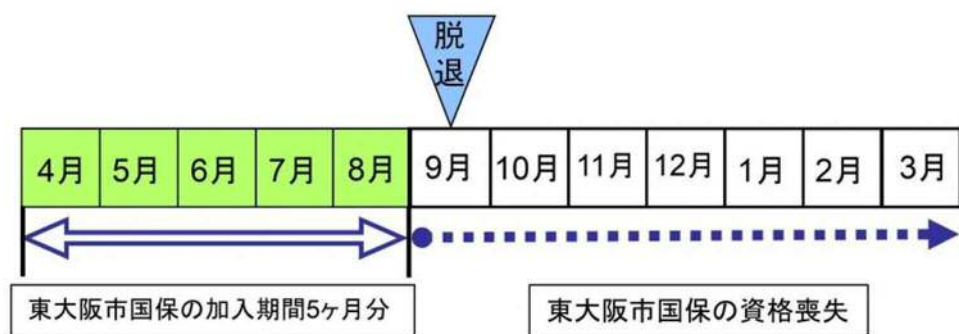 脱
退
4月 5月 6月 7月 8月 9月 10月 11月 12月 1月 2月 3月
東大阪市国保の加入期間5ヶ月分
東大阪市国保の資格喪失